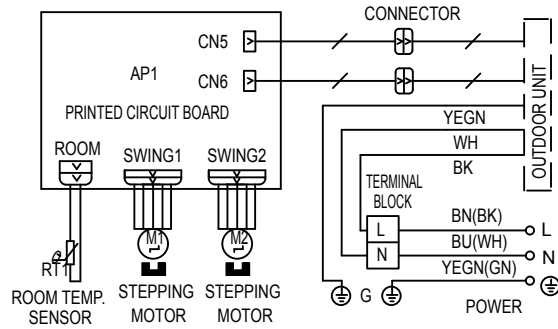 CONNECTOR
CN5
AP1
CN6
PRINTED CIRCUIT BOARD
OUTDOOR UNIT
YEGN
ROOM
SWING1
SWING2
WH
BK
TERMINAL
BLOCK
L
BN(BK)
L
N
BU(WH)
N
M1
M2
RT1
YEGN(GN)
G
ROOM TEMP.
SENSOR
STEPPING
MOTOR
STEPPING
MOTOR
POWER